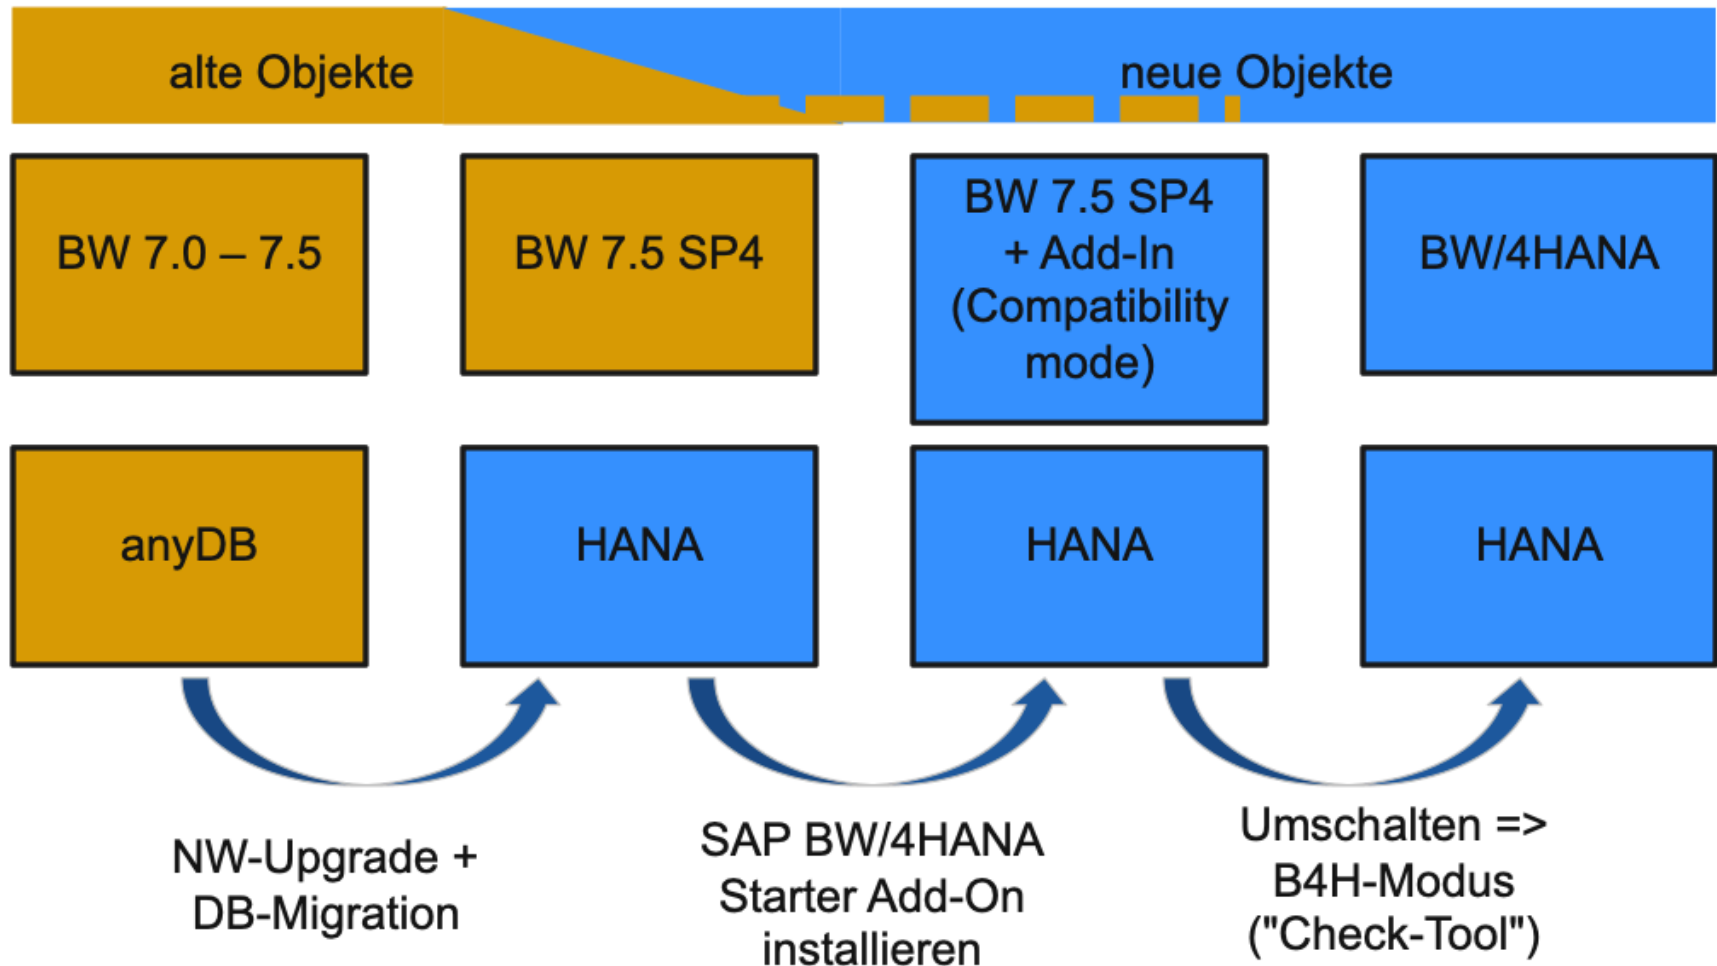 alte Objekte
neue Objekte
BW 7.0 – 7.5
BW 7.5 SP4
BW 7.5 SP4
+ Add-In
(Compatibility
mode)
BW/4HANA
anyDB
HANA
HANA
HANA
NW-Upgrade +
DB-Migration
SAP BW/4HANA
Starter Add-On
installieren
Umschalten =>
B4H-Modus
("Check-Tool")